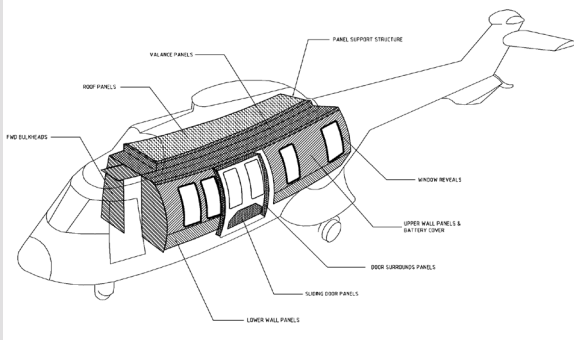 PANEL SUPPORT STRUCTURE
VALANCE PANELS
ROOF PANELS
FWD BULKHEADS
WINDOW REVEALS
UPPER WALL PANELS &
BATTERY COVER
DOOR SURROUNDS PANELS
SLIDING DOOR PANELS
LOWER WALL PANELS